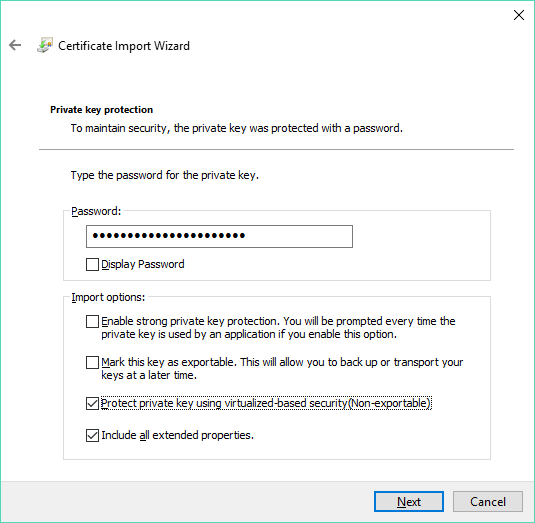 Certificate Import Wizard
Private key protection
To maintain security, the private key was protected with a password.
Type the password for the private key.
Password:
••••••••••••••••••••••
Display Password
Import options:
Enable strong private key protection. You will be prompted every time the
private key is used by an application if you enable this option.
Mark this key as exportable. This will allow you to back up or transport your
keys at a later time.
Protect private key using virtualized-based security(Non-exportable)
Include all extended properties.
Next
Cancel